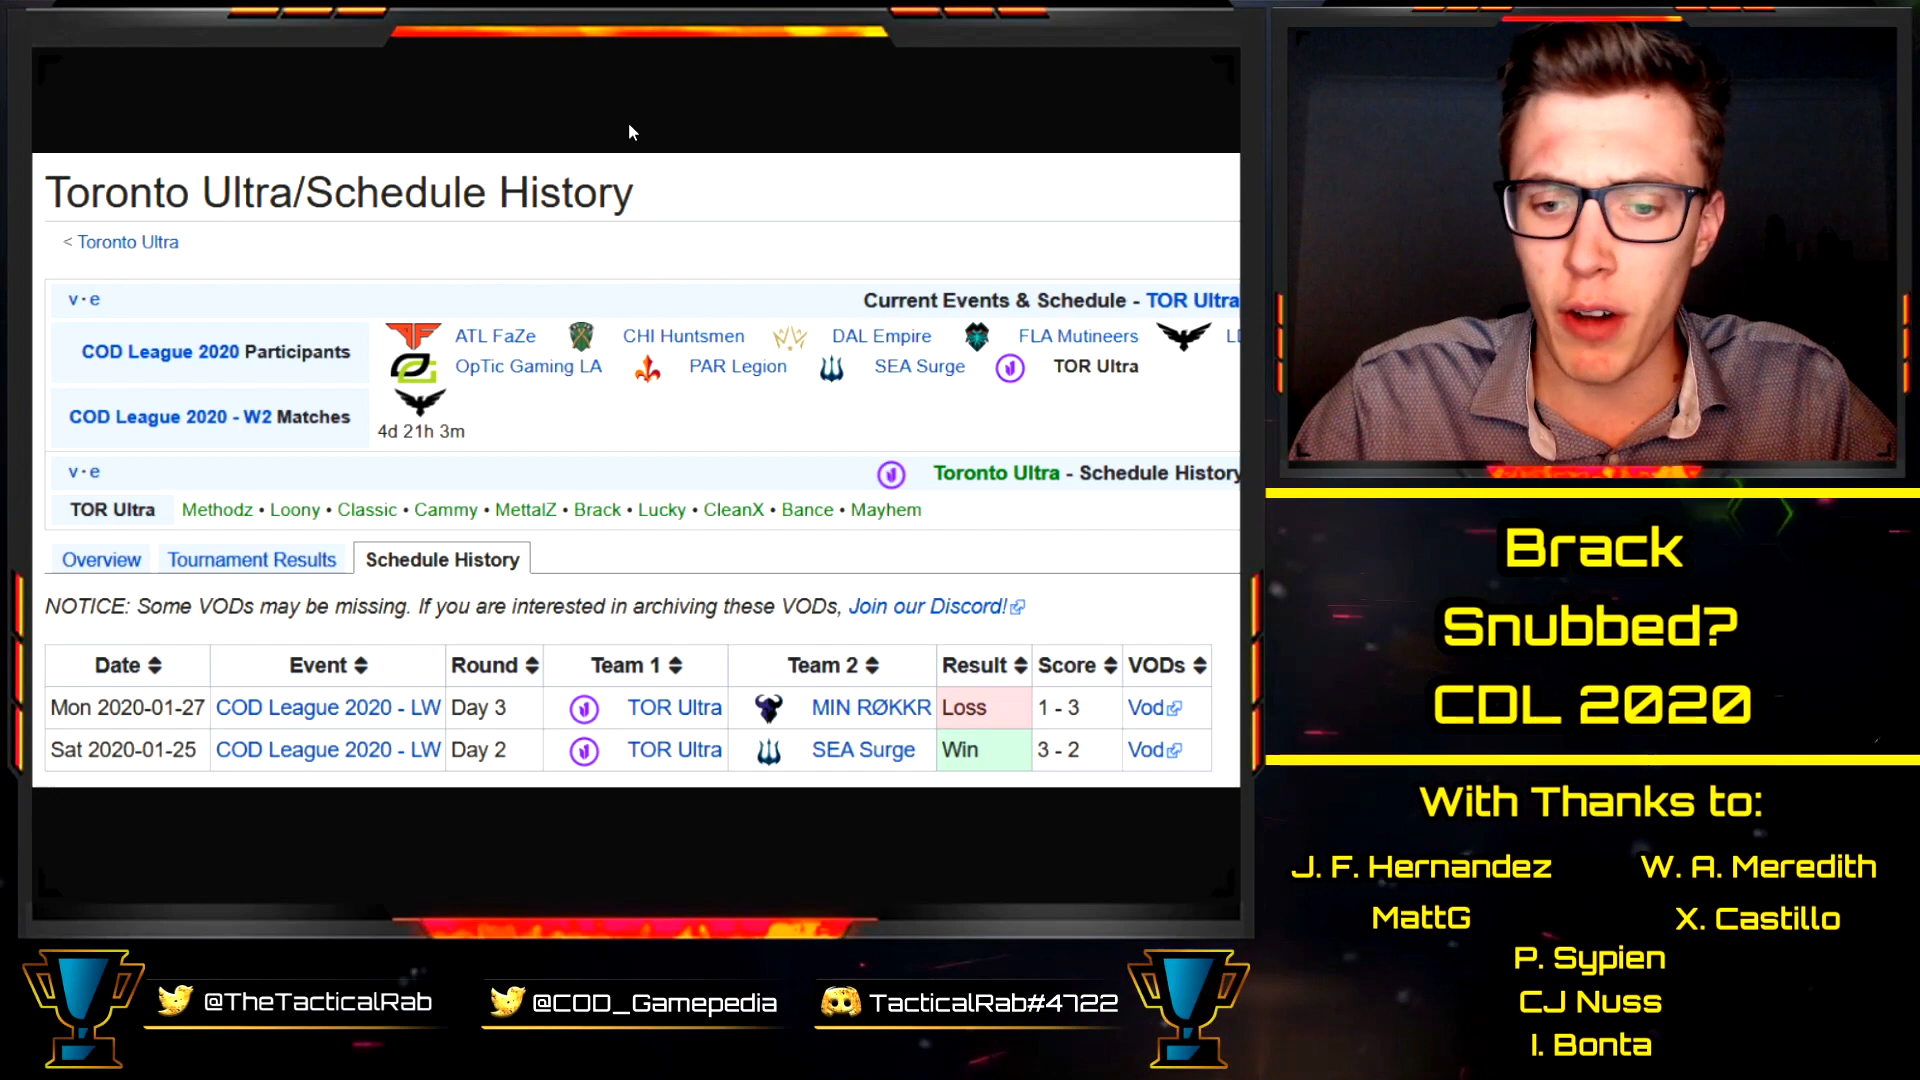 Toronto Ultra/Schedule History
< Toronto Ultra
v · e
Current Events & Schedule - TOR Ultra
COD League 2020 Participants
ATL FaZe CHI Huntsmen DAL Empire FLA Mutineers
OpTic Gaming LA PAR Legion SEA Surge TOR Ultra
COD League 2020 - W2 Matches
4d 21h 3m
v · e
Toronto Ultra - Schedule History
TOR Ultra
Methodz • Loony • Classic • Cammy • MettalZ • Brack • Lucky • CleanX • Bance • Mayhem
Overview Tournament Results Schedule History
NOTICE: Some VODs may be missing. If you are interested in archiving these VODs, Join our Discord!
Date Event Round Team 1 Team 2 Result Score VODs
Mon 2020-01-27 COD League 2020 - LW Day 3 TOR Ultra MIN RØKKR Loss 1 - 3 Vod
Sat 2020-01-25 COD League 2020 - LW Day 2 TOR Ultra SEA Surge Win 3 - 2 Vod
Brack
Snubbed?
CDL 2020
With Thanks to:
J. F. Hernandez W. A. Meredith
MattG X. Castillo
P. Sypien
CJ Nuss
I. Bonta
@TheTacticalRab @COD_Gamepedia TacticalRab#4722